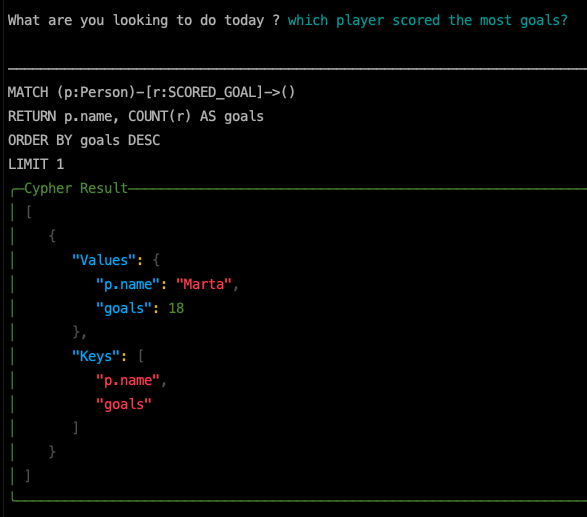 What are you looking to do today ? which player scored the most goals?
MATCH (p:Person)-[r:SCORED_GOAL]->()
RETURN p.name, COUNT(r) AS goals
ORDER BY goals DESC
LIMIT 1
Cypher Result
[
{
"Values": {
"p.name": "Marta",
"goals": 18
},
"Keys": [
"p.name",
"goals"
]
}
]